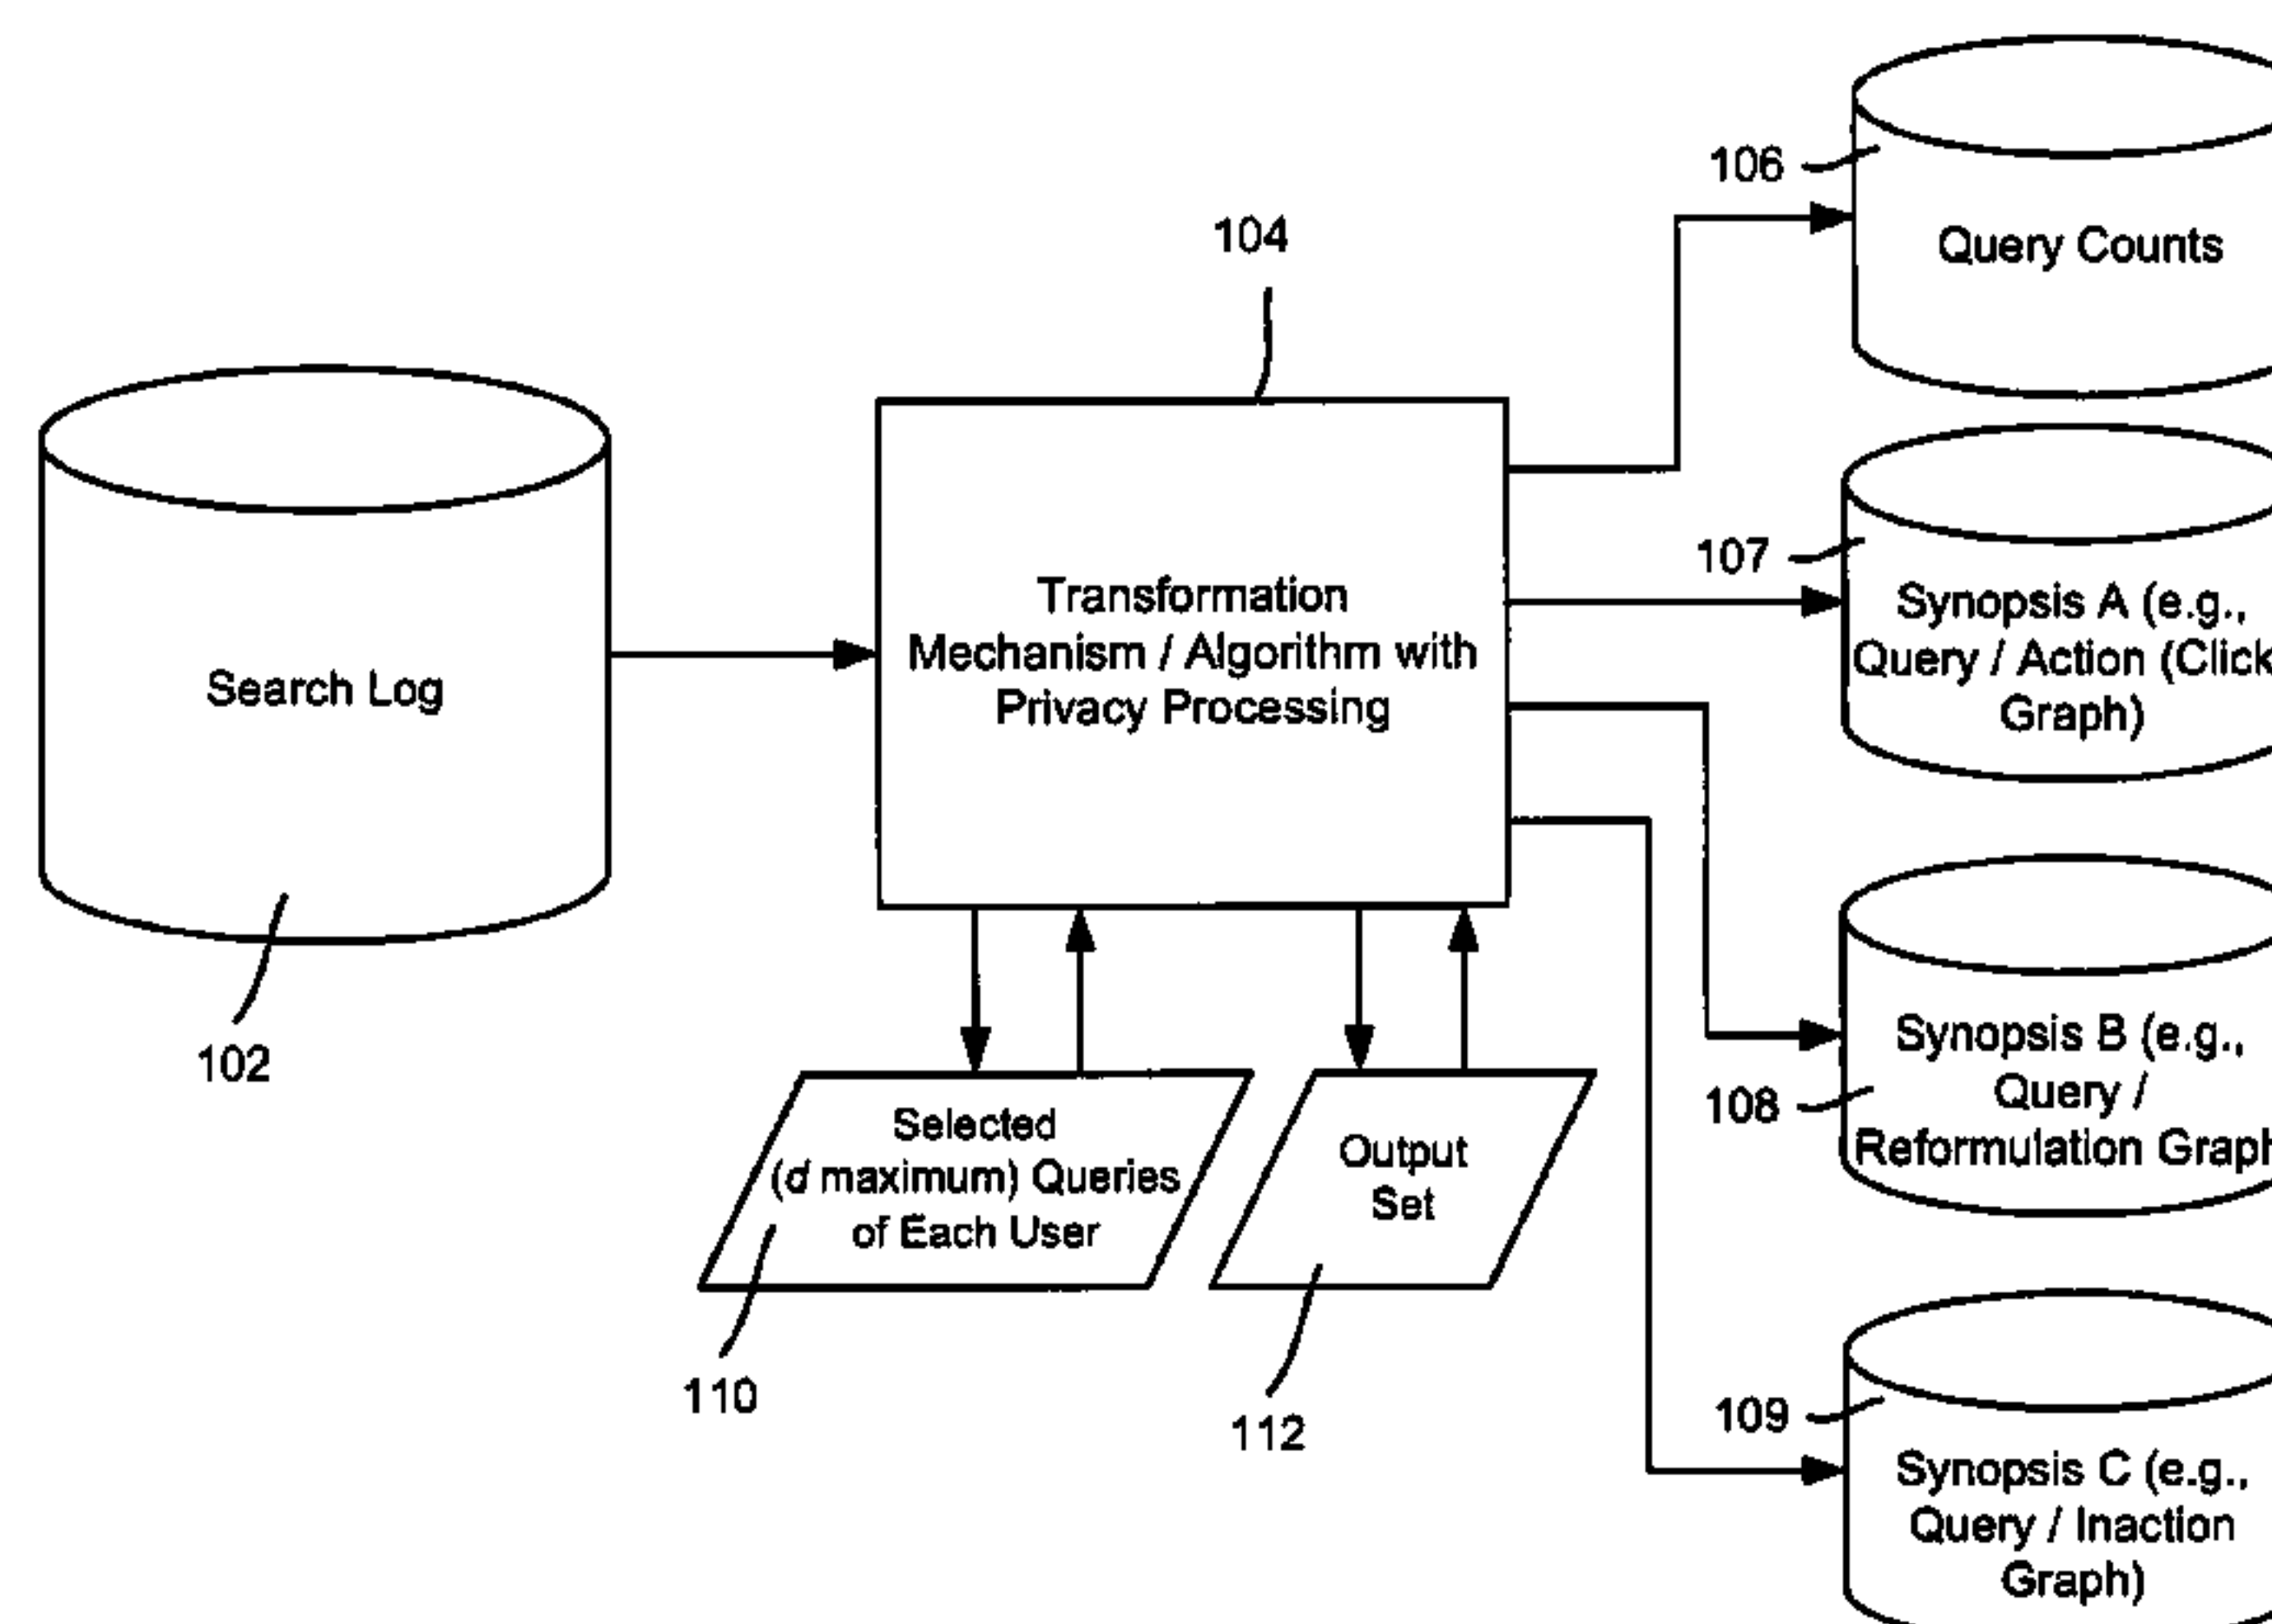 106
Query Counts
104
107
Synopsis A (e.g.,
Query / Action (Click
Graph)
Search Log
Transformation
Mechanism / Algorithm with
Privacy Processing
102
Selected
(d maximum) Queries
of Each User
110
Output
Set
112
108
Synopsis B (e.g.,
Query /
Reformulation Graph
109
Synopsis C (e.g.,
Query / Inaction
Graph)